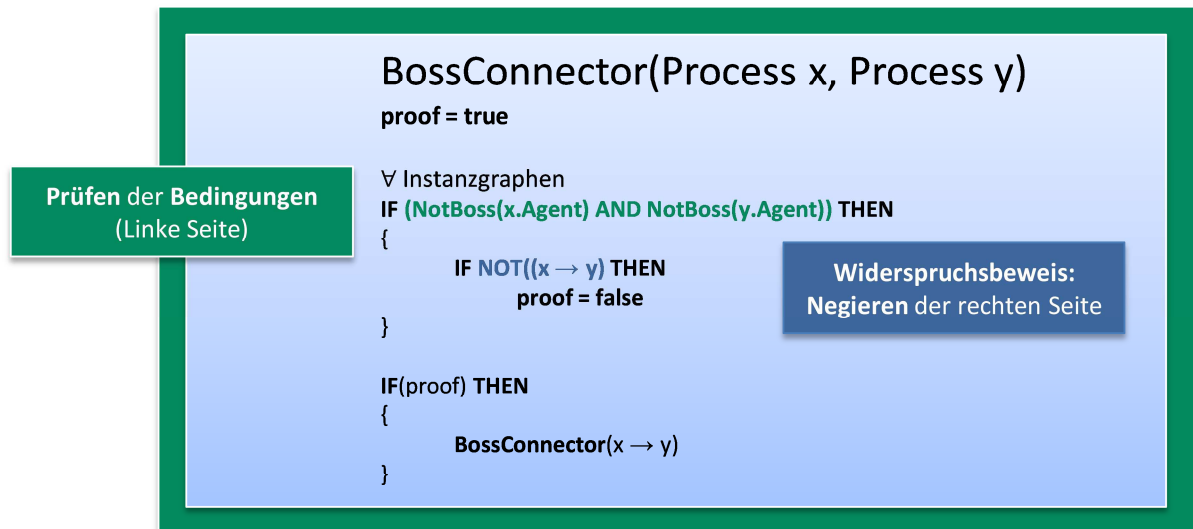 BossConnector(Process x, Process y)
proof = true
Prüfen der Bedingungen
(Linke Seite)
∀ Instanzgraphen
IF (NotBoss(x.Agent) AND NotBoss(y.Agent)) THEN
{
IF NOT((x → y) THEN
proof = false
}
Widerspruchsbeweis:
Negieren der rechten Seite
IF(proof) THEN
{
BossConnector(x → y)
}